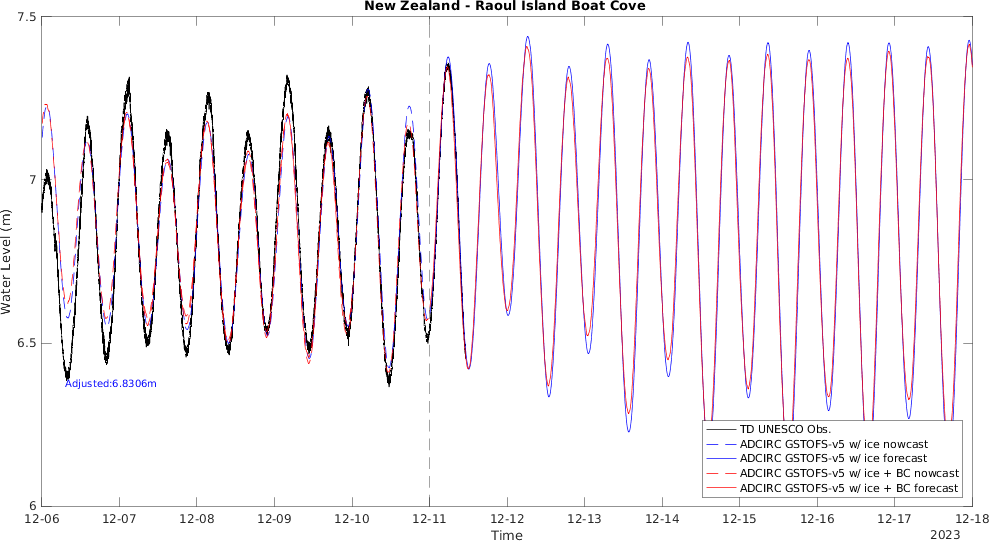 New Zealand - Raoul Island Boat Cove
7.5
7
6.5
6
Water Level (m)
Adjusted:6.8306m
TD UNESCO Obs.
ADCIRC GSTOFS-v5 w/ ice nowcast
ADCIRC GSTOFS-v5 w/ ice forecast
ADCIRC GSTOFS-v5 w/ ice + BC nowcast
ADCIRC GSTOFS-v5 w/ ice + BC forecast
12-06 12-07 12-08 12-09 12-10 12-11 12-12 12-13 12-14 12-15 12-16 12-17 12-18
Time
2023